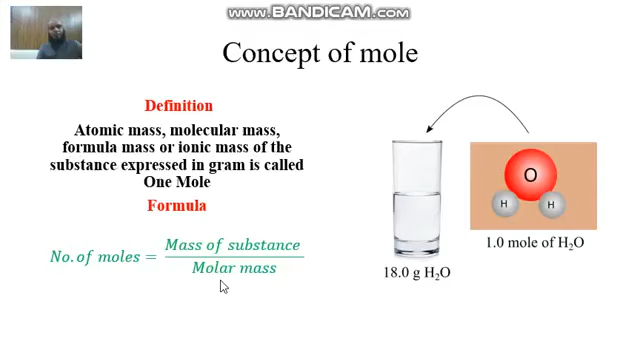 www.BANDICAM.com
Concept of mole
Definition
Atomic mass, molecular mass,
formula mass or ionic mass of the
substance expressed in gram is called
One Mole
Formula
No. of moles = Mass of substance / Molar mass
O
H H
18.0 g H₂O
1.0 mole of H₂O